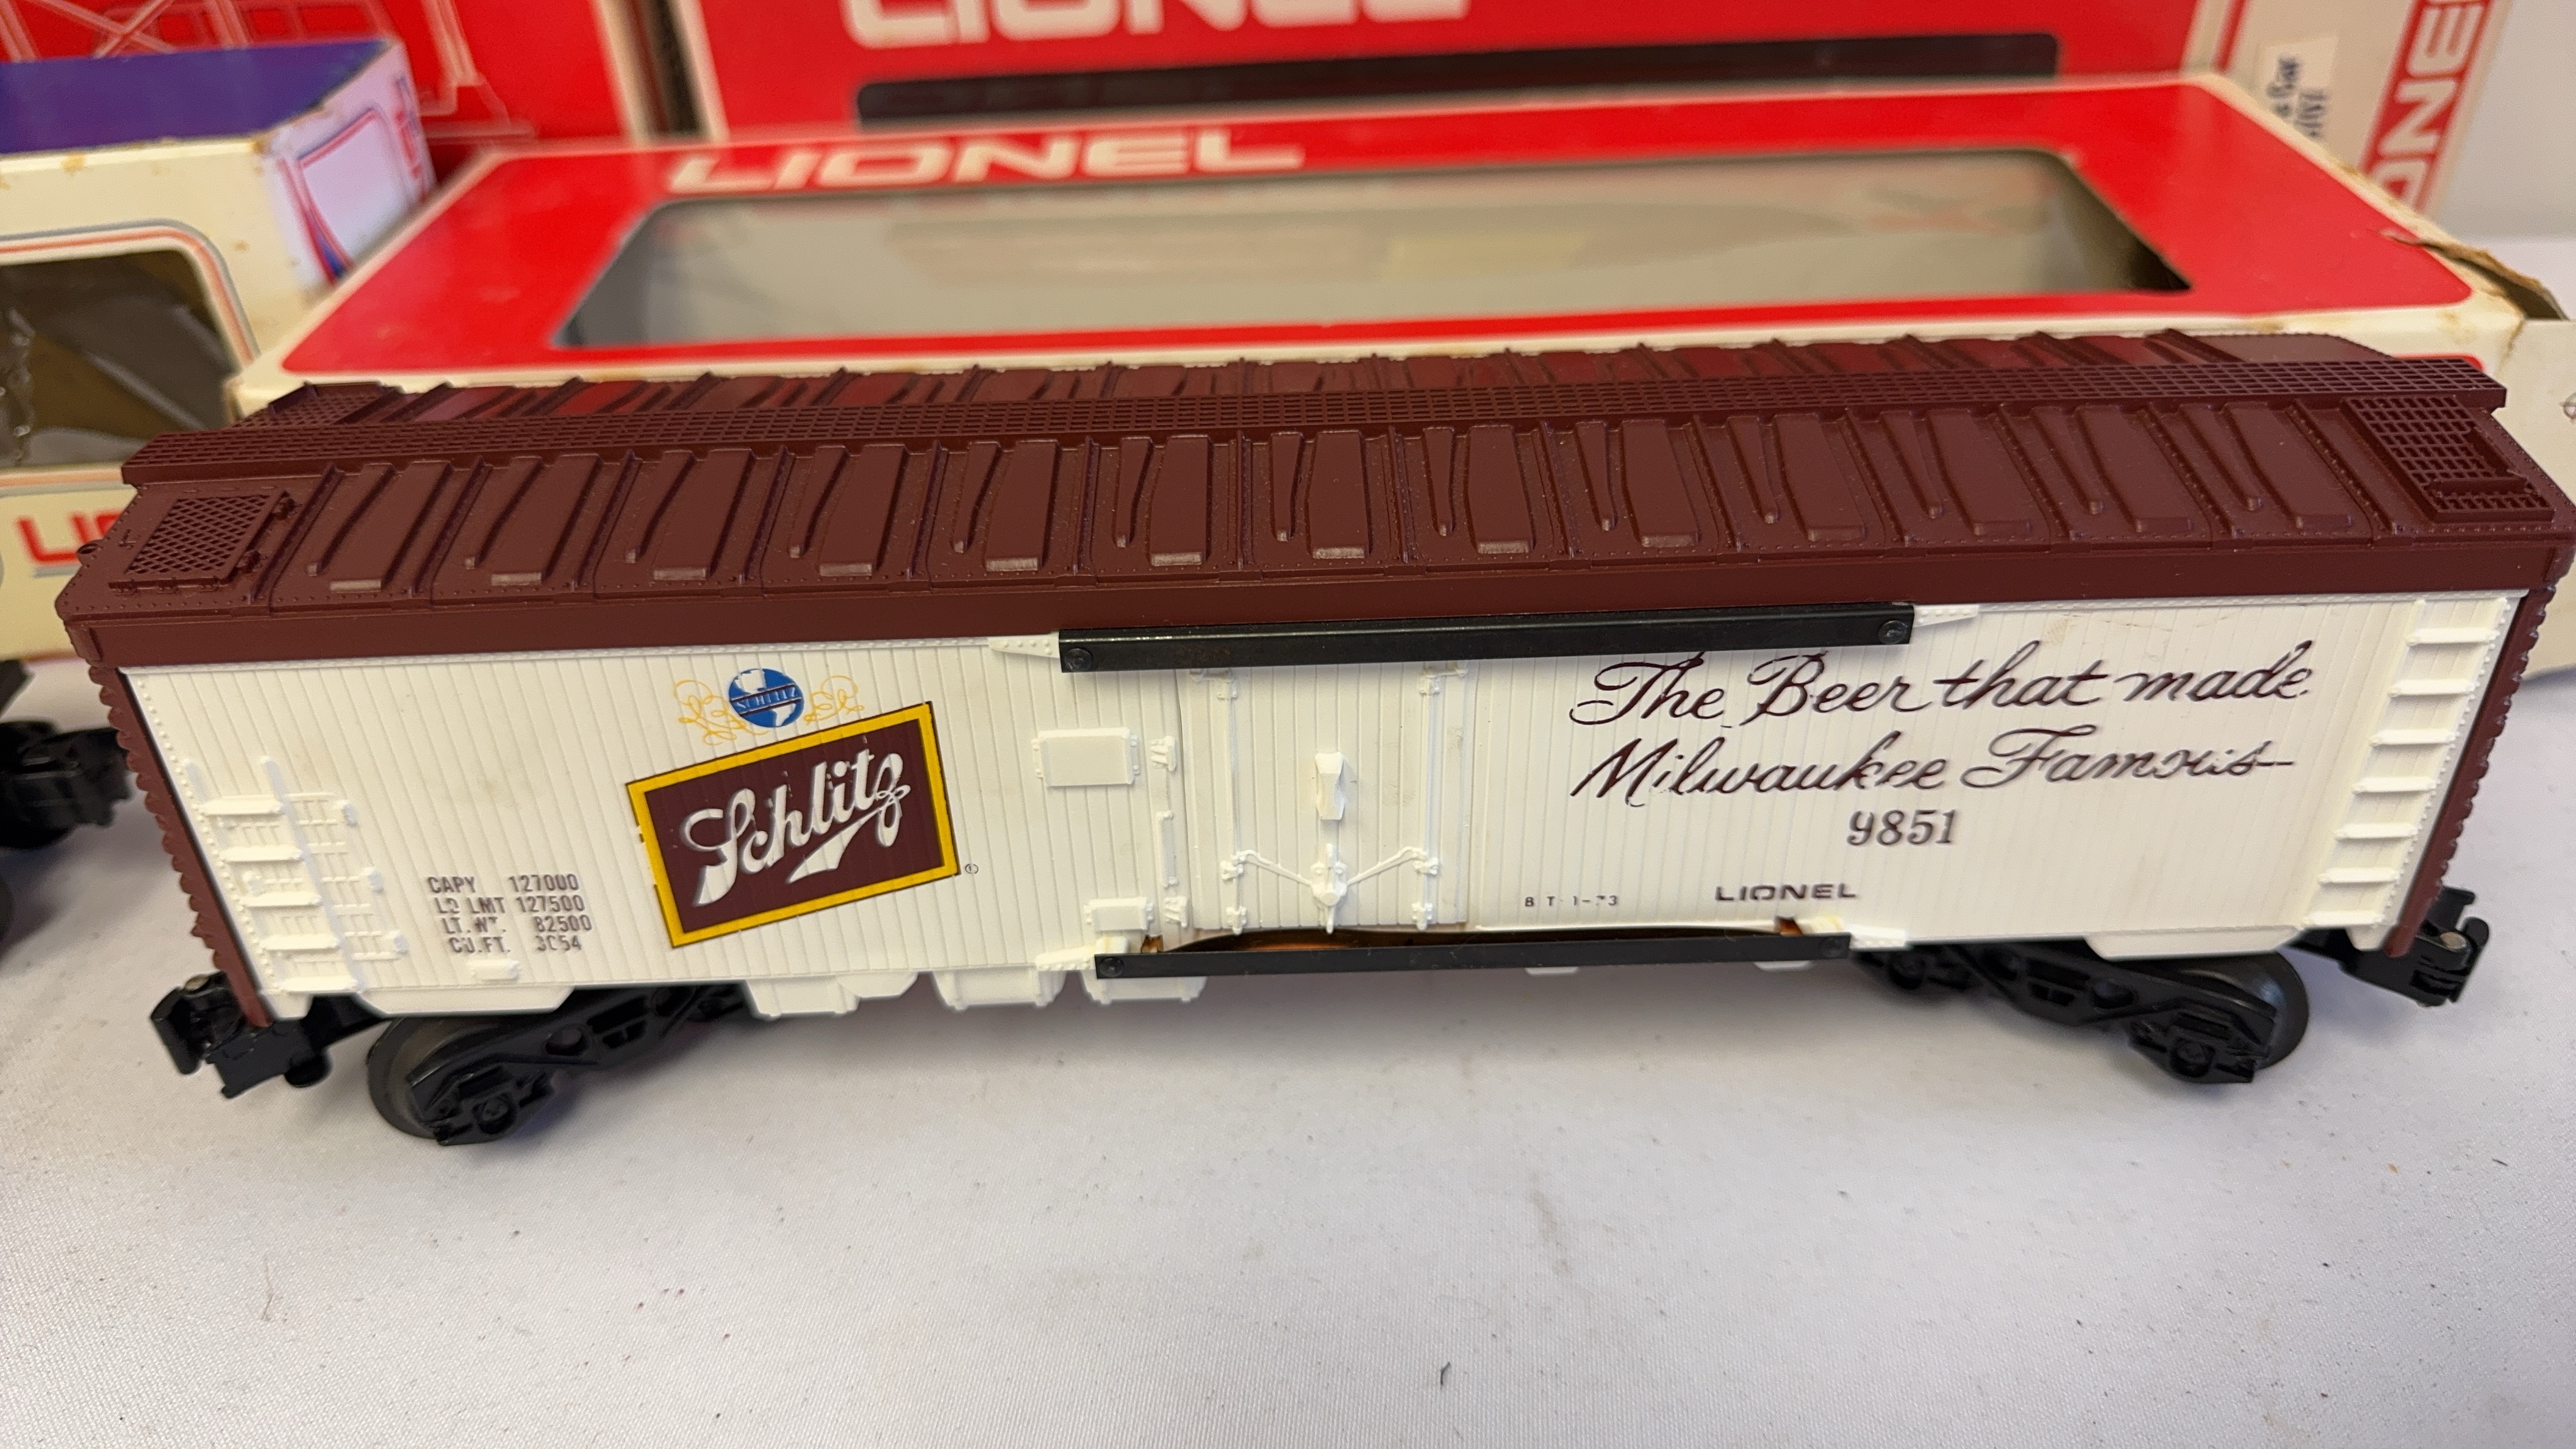 LIONEL
LIONEL
SCHLITZ
Schlitz
®
The Beer that made
Milwaukee Famous
9851
CAPY 127000
LD LMT 127500
LT. WT. 82500
CU. FT. 3054
BT 1-73
LIONEL